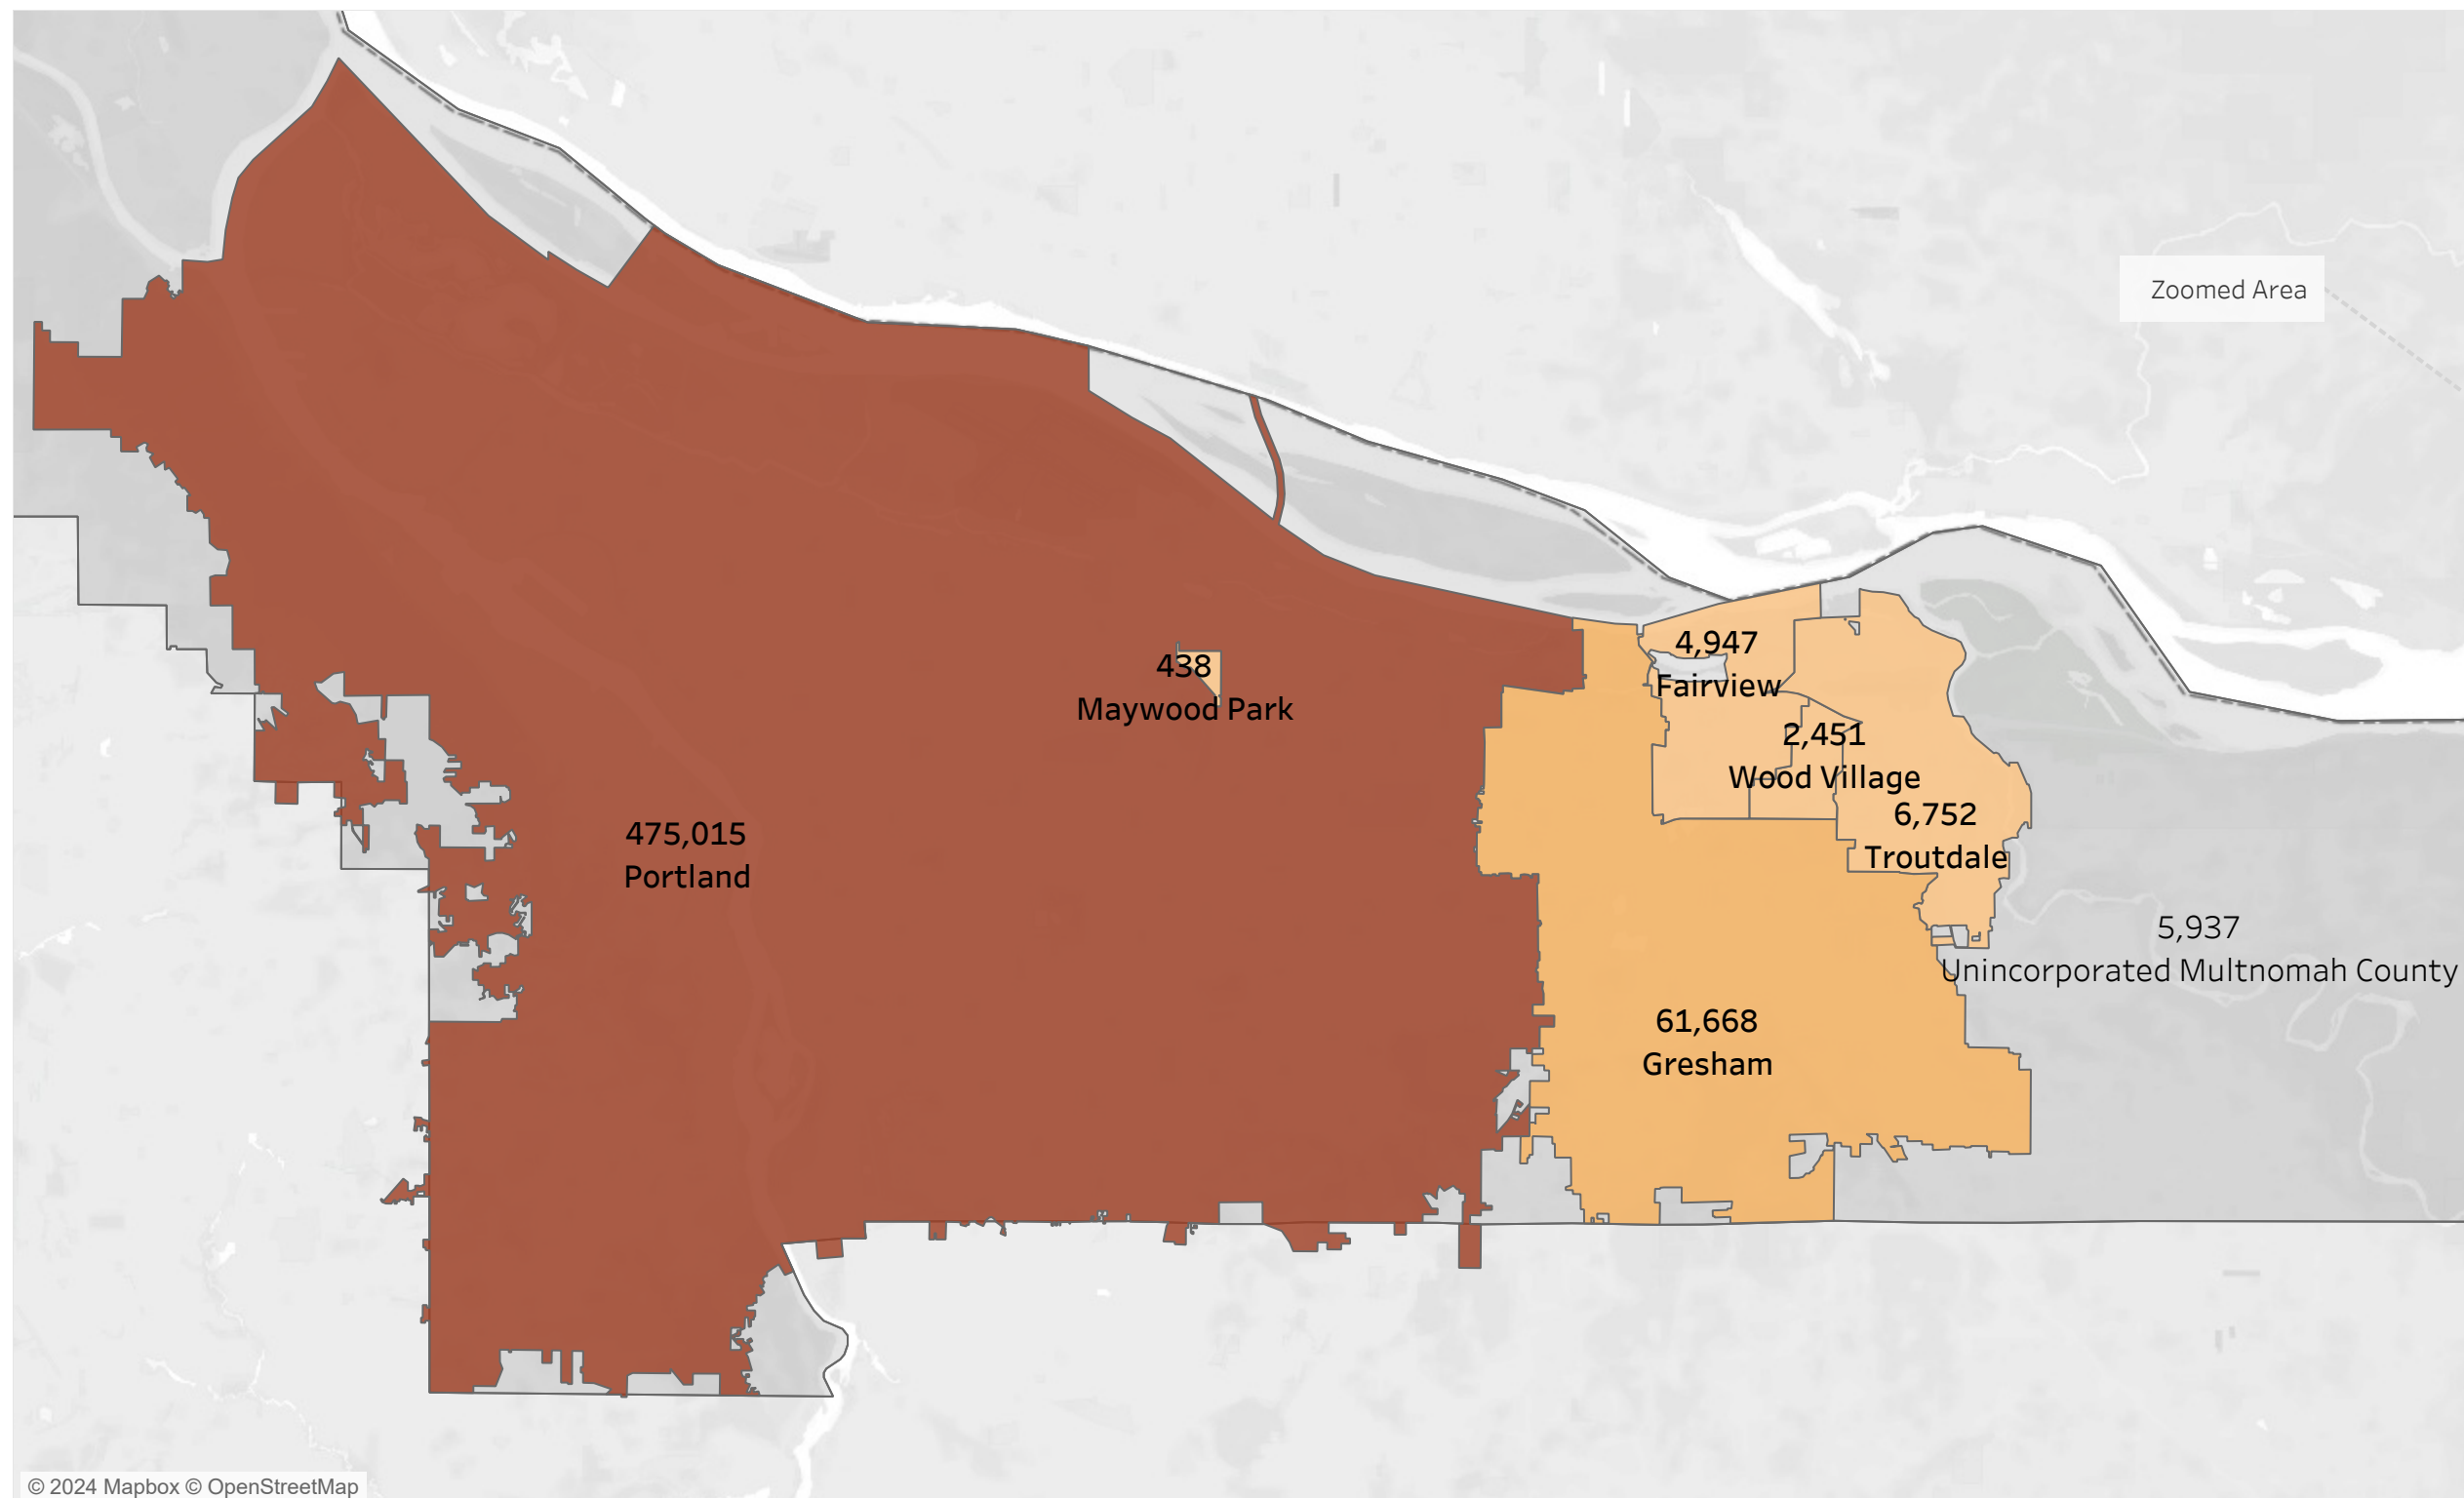 Zoomed Area
4,947
Fairview
438
Maywood Park
2,451
Wood Village
6,752
Troutdale
475,015
Portland
5,937
Unincorporated Multnomah County
61,668
Gresham
© 2024 Mapbox © OpenStreetMap